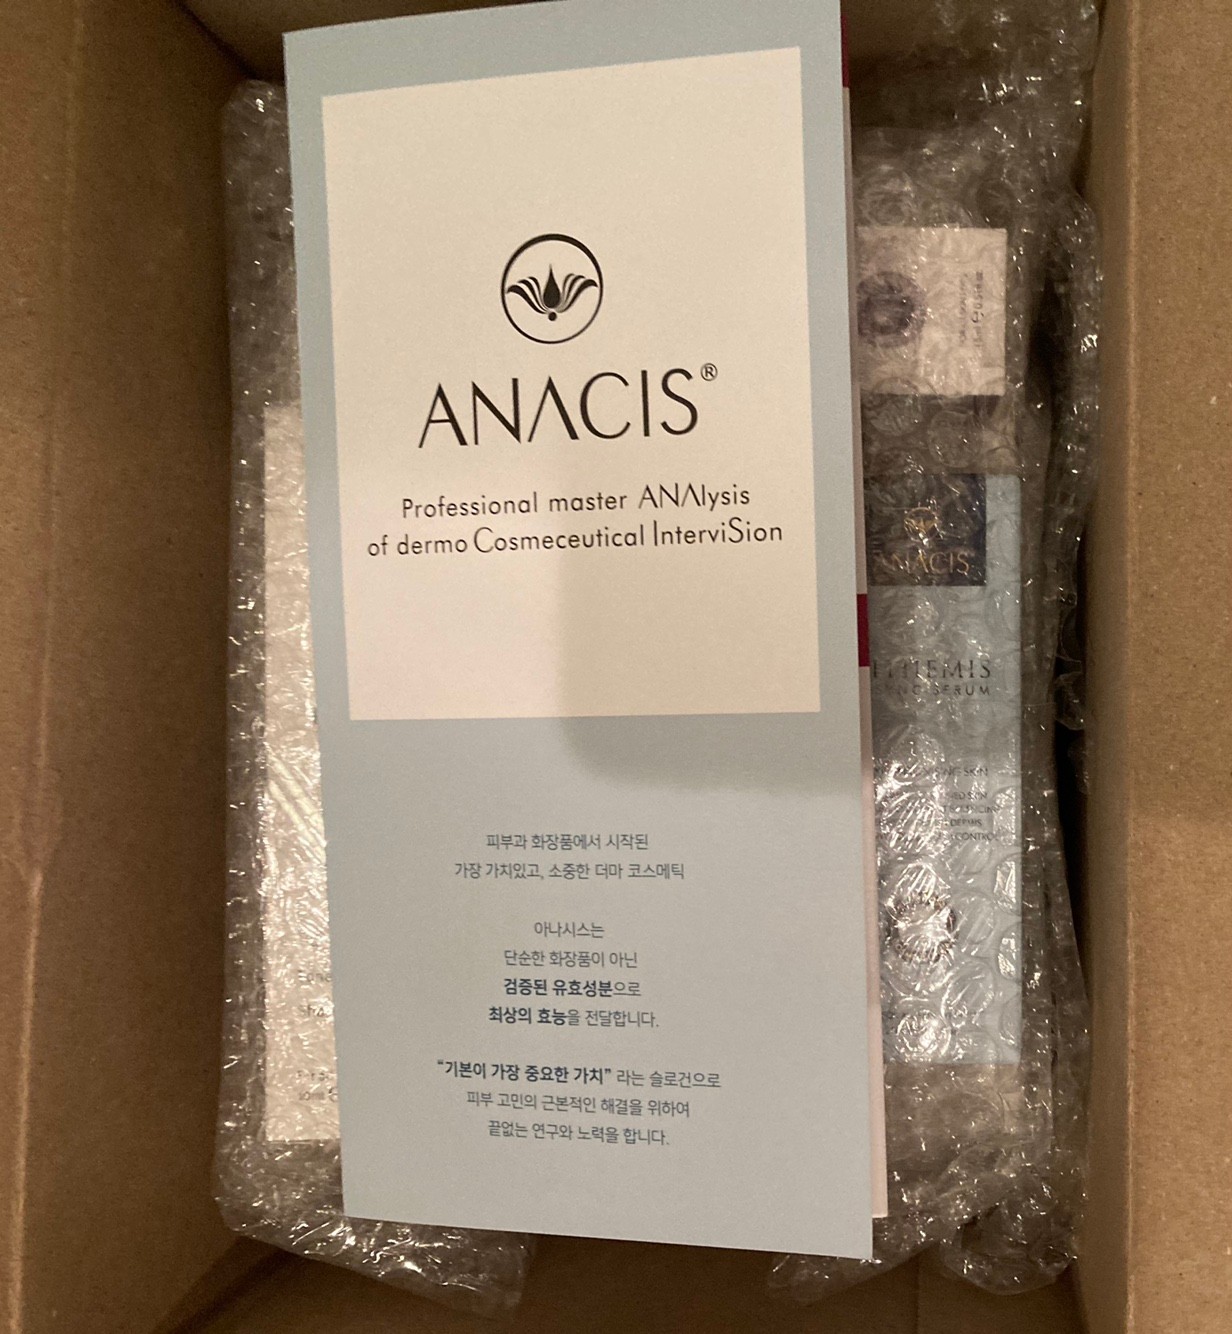 ANACIS®
Professional master ANAlysis
of dermo Cosmeceutical InterviSion
피부과 화장품에서 시작된
가장 가치있고, 소중한 더마 코스메틱
아나시스는
단순한 화장품이 아닌
검증된 유효성분으로
최상의 효능을 전달합니다.
“기본이 가장 중요한 가치” 라는 슬로건으로
피부 고민의 근본적인 해결을 위하여
끝없는 연구와 노력을 합니다.
ANACIS
SERUM
SKIN
DERMIS
CONTROL